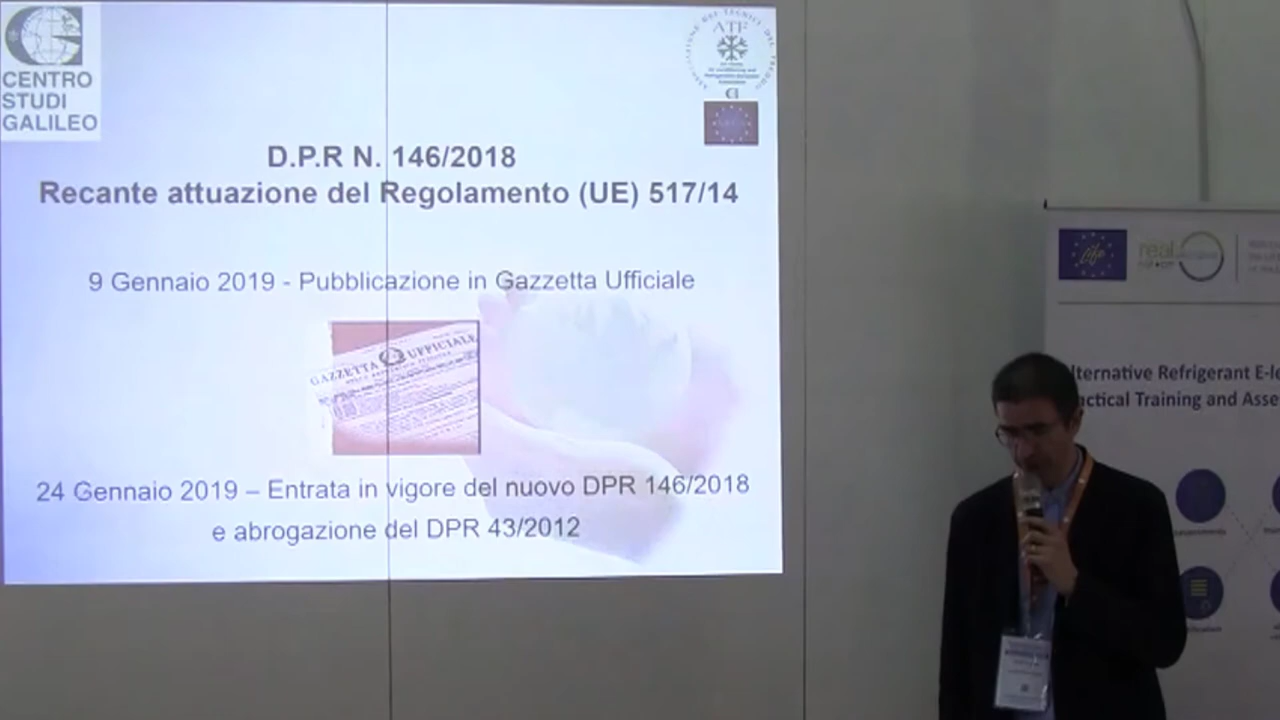 CENTRO
STUDI
GALILEO
ATF
D.P.R N. 146/2018
Recante attuazione del Regolamento (UE) 517/14
9 Gennaio 2019 - Pubblicazione in Gazzetta Ufficiale
GAZZETTA UFFICIALE
24 Gennaio 2019 – Entrata in vigore del nuovo DPR 146/2018
e abrogazione del DPR 43/2012
life
real
lternative Refrigerant E-le
actical Training and Asse